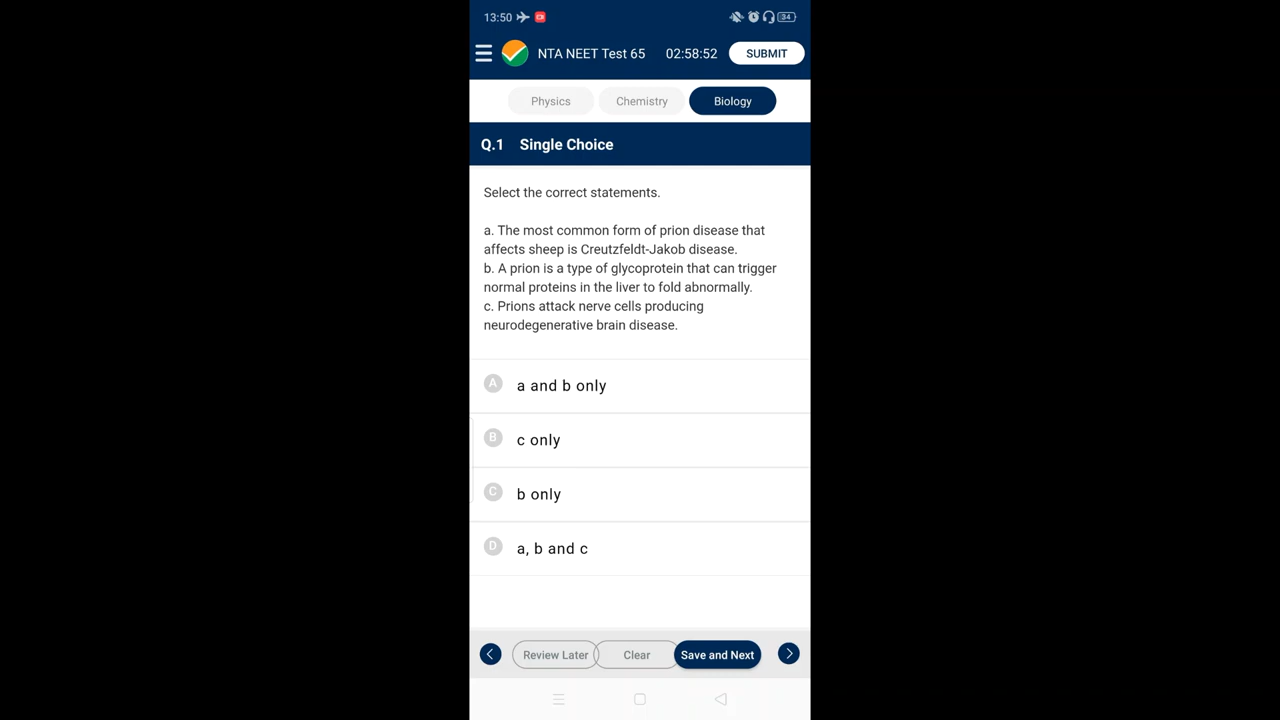 13:50
34
NTA NEET Test 65 02:58:52 SUBMIT
Physics Chemistry Biology
Q.1 Single Choice
Select the correct statements.
a. The most common form of prion disease that
affects sheep is Creutzfeldt-Jakob disease.
b. A prion is a type of glycoprotein that can trigger
normal proteins in the liver to fold abnormally.
c. Prions attack nerve cells producing
neurodegenerative brain disease.
A a and b only
B c only
C b only
D a, b and c
Review Later Clear Save and Next